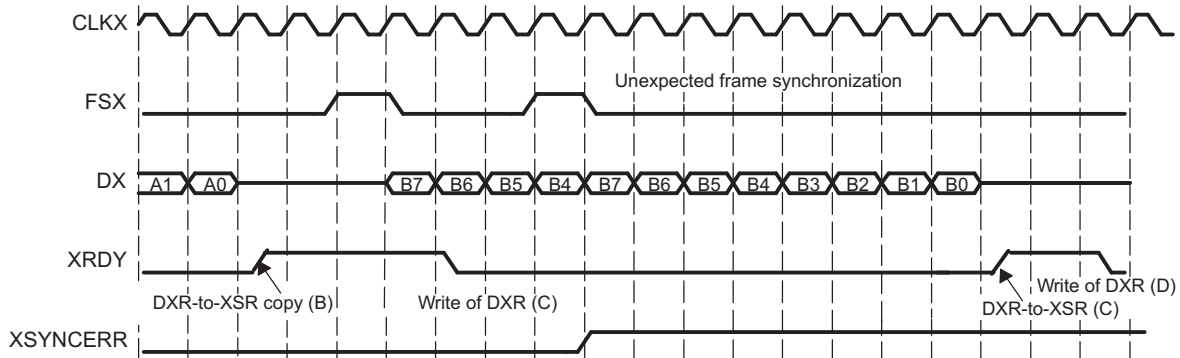 CLKX
Unexpected frame synchronization
FSX
DX A1 A0 B7 B6 B5 B4 B7 B6 B5 B4 B3 B2 B1 B0
XRDY
DXR-to-XSR copy (B) Write of DXR (C) Write of DXR (D)
DXR-to-XSR (C)
XSYNCERR